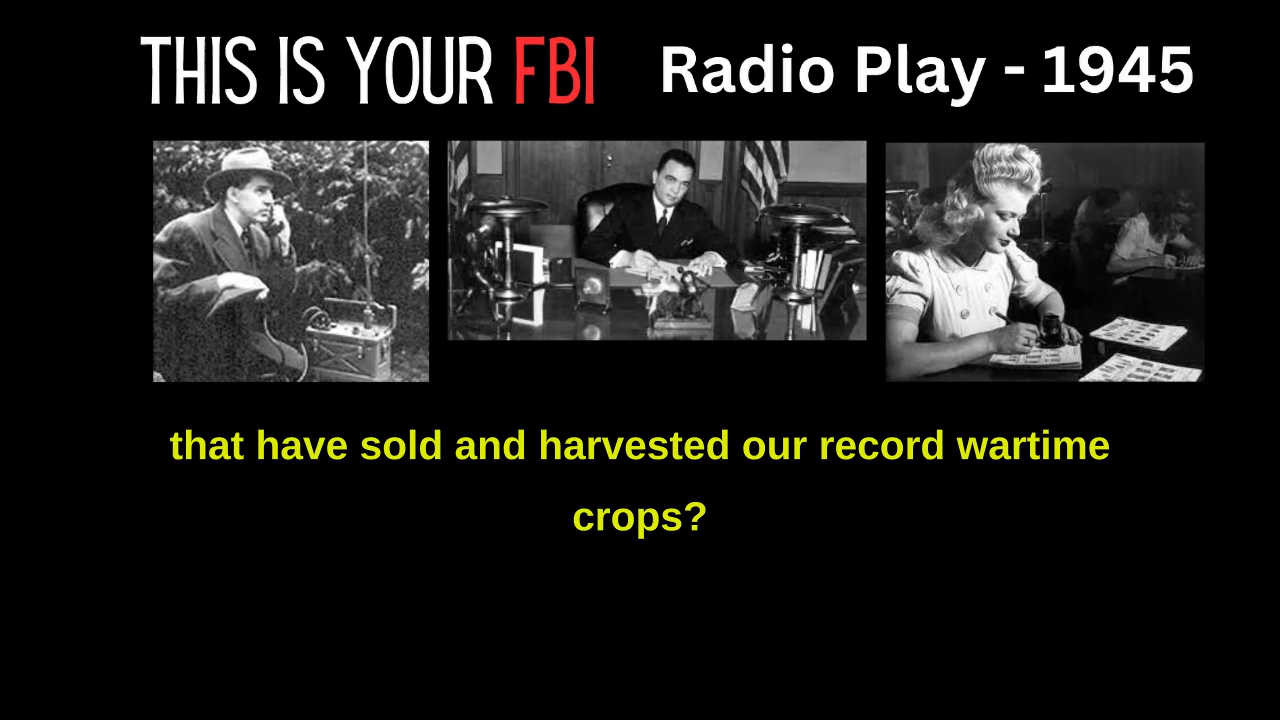 THIS IS YOUR FBI Radio Play - 1945
that have sold and harvested our record wartime
crops?